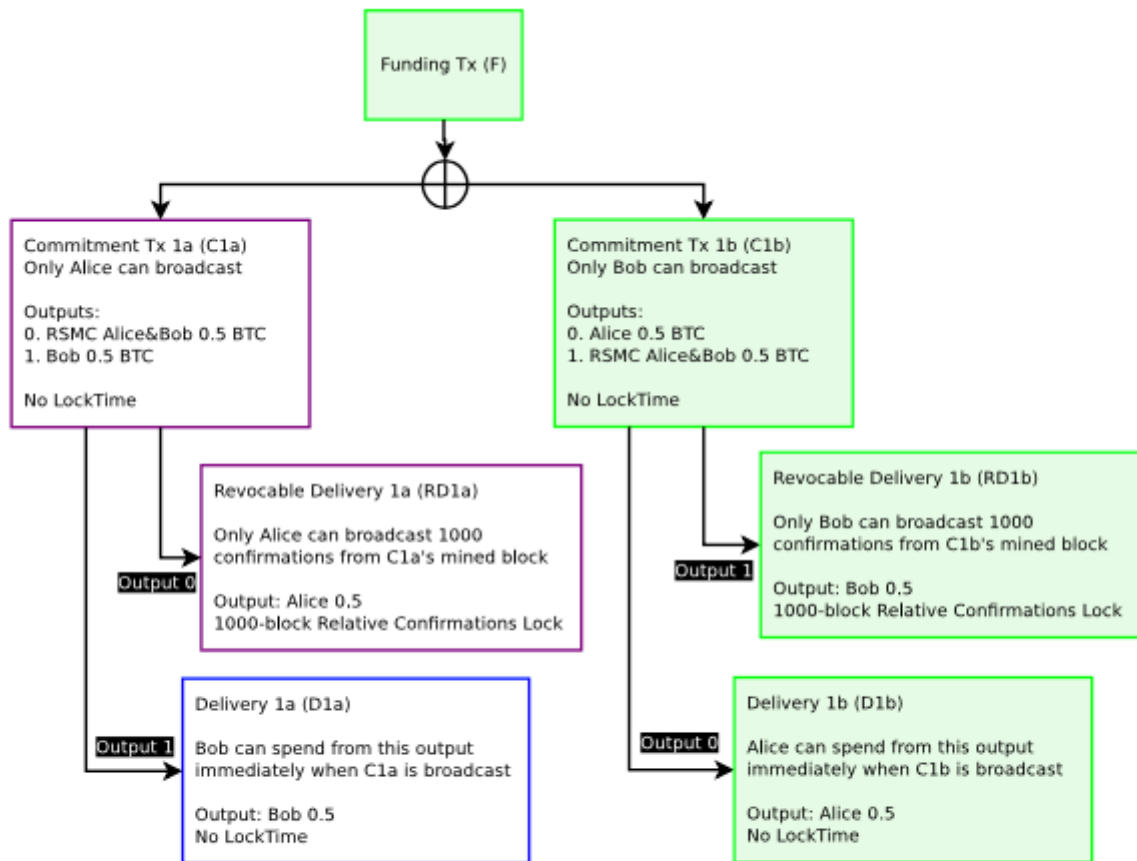 Funding Tx (F)
Commitment Tx 1a (C1a)
Only Alice can broadcast
Outputs:
0. RSMC Alice&Bob 0.5 BTC
1. Bob 0.5 BTC
No LockTime
Commitment Tx 1b (C1b)
Only Bob can broadcast
Outputs:
0. Alice 0.5 BTC
1. RSMC Alice&Bob 0.5 BTC
No LockTime
Output 0
Revocable Delivery 1a (RD1a)
Only Alice can broadcast 1000
confirmations from C1a's mined block
Output: Alice 0.5
1000-block Relative Confirmations Lock
Output 1
Revocable Delivery 1b (RD1b)
Only Bob can broadcast 1000
confirmations from C1b's mined block
Output: Bob 0.5
1000-block Relative Confirmations Lock
Output 1
Delivery 1a (D1a)
Bob can spend from this output
immediately when C1a is broadcast
Output: Bob 0.5
No LockTime
Output 0
Delivery 1b (D1b)
Alice can spend from this output
immediately when C1b is broadcast
Output: Alice 0.5
No LockTime